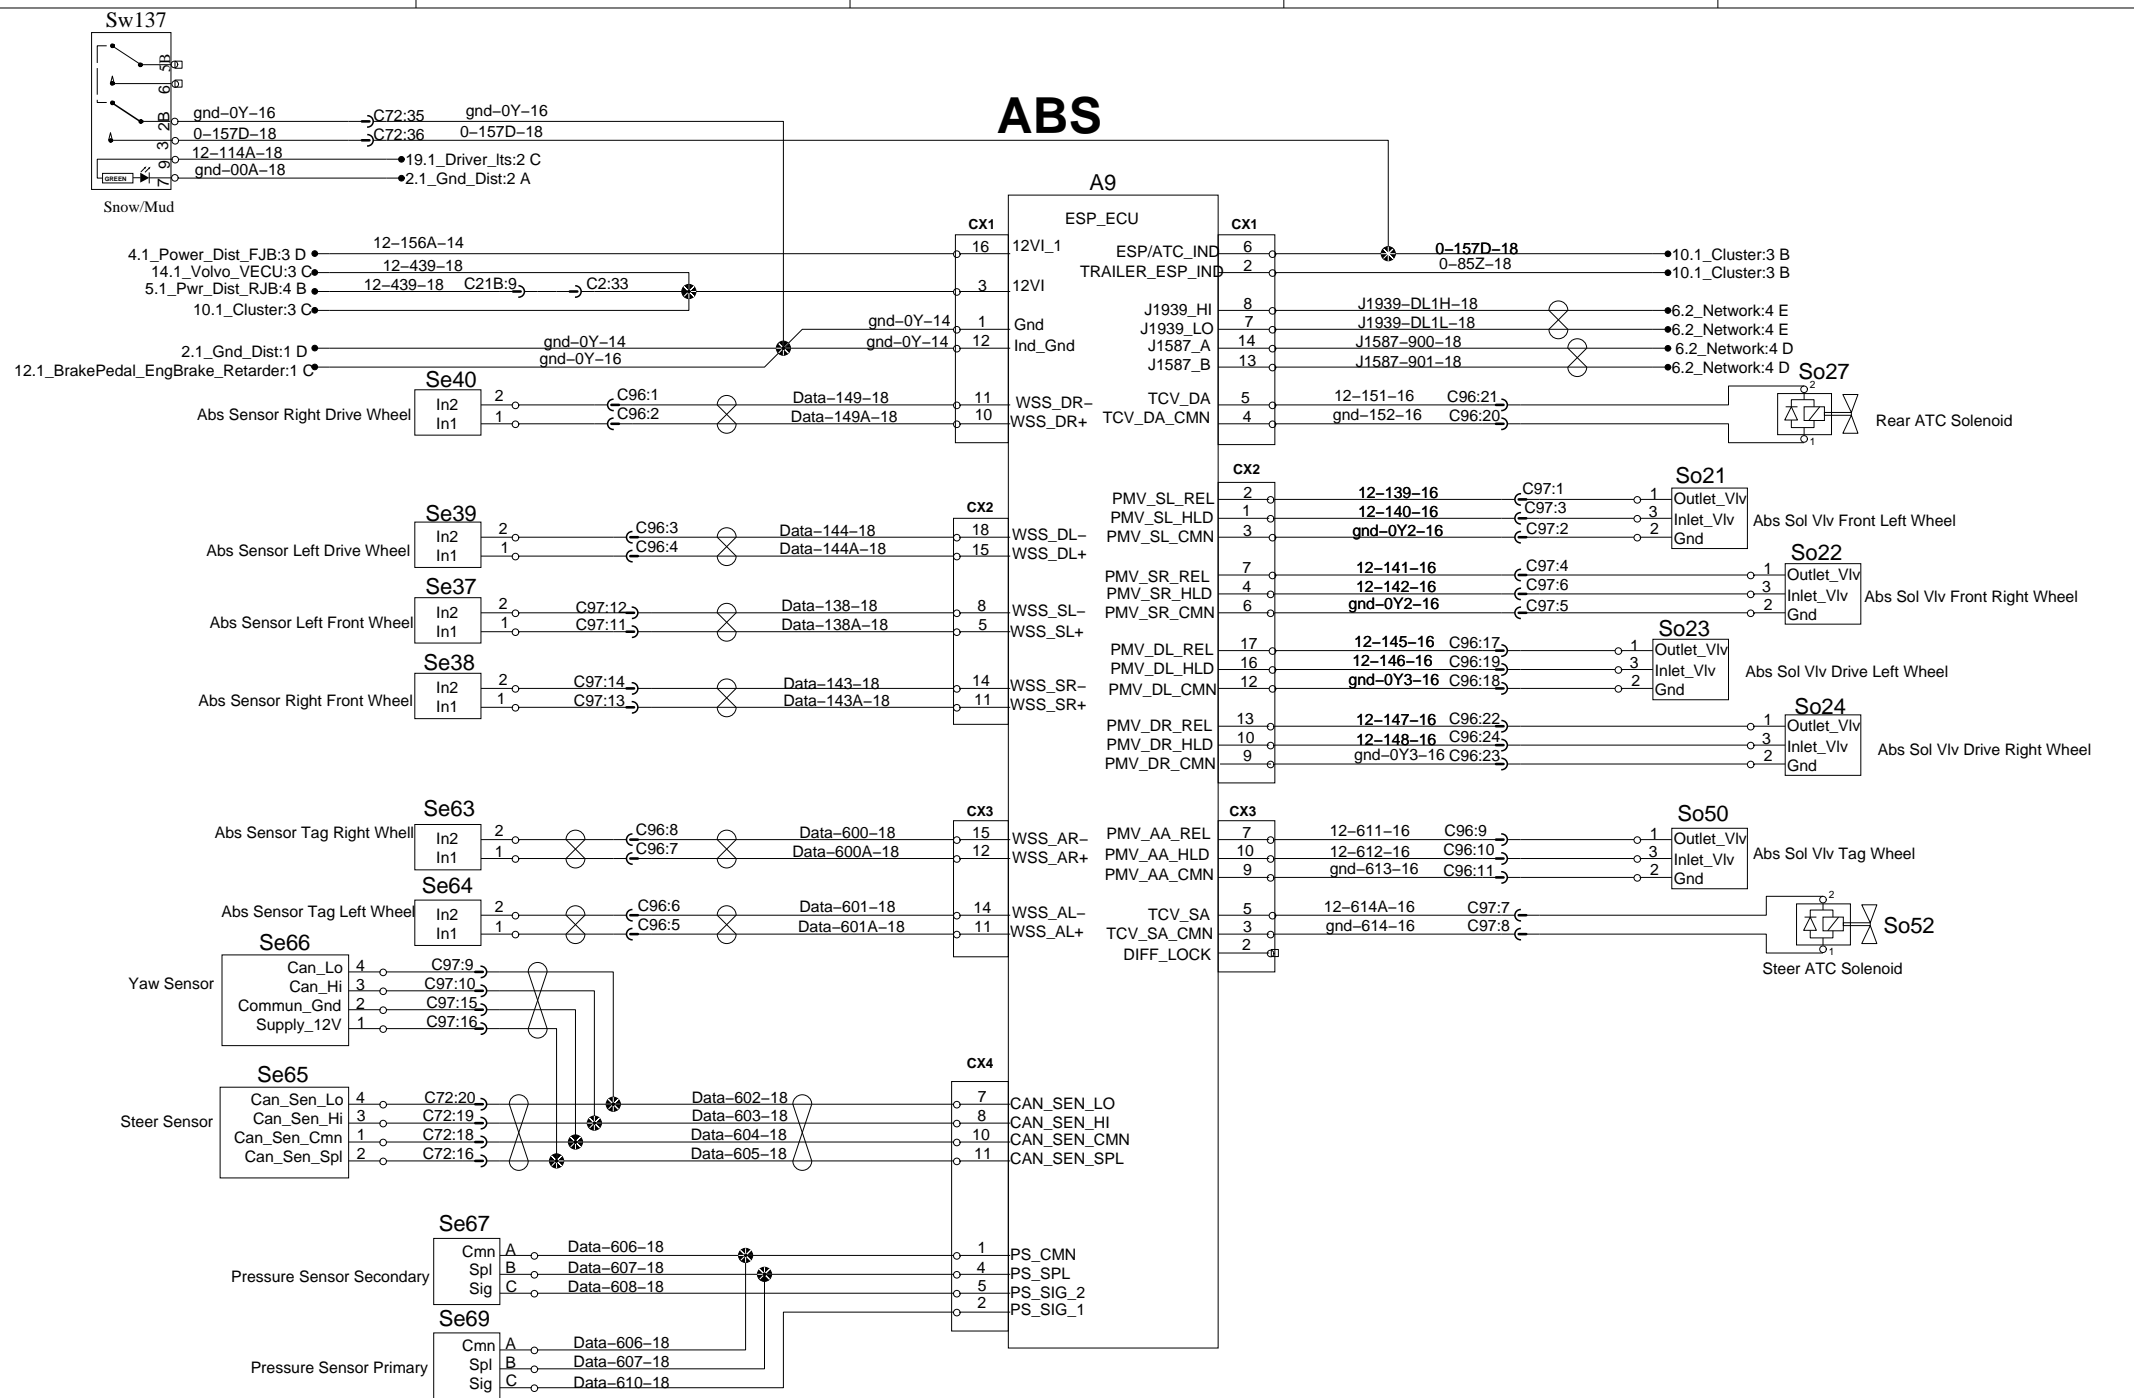 Sw137
5B
6
2B
3
9
7
GREEN
Snow/Mud
gnd-0Y-16 C72:35 gnd-0Y-16
0-157D-18 C72:36 0-157D-18
12-114A-18 19.1_Driver_lts:2 C
gnd-00A-18 2.1_Gnd_Dist:2 A
ABS
A9
ESP_ECU
CX1
4.1_Power_Dist_FJB:3 D 12-156A-14 16 12VI_1
14.1_Volvo_VECU:3 C 12-439-18
5.1_Pwr_Dist_RJB:4 B 12-439-18 C21B:9 C2:33 3 12VI
10.1_Cluster:3 C
gnd-0Y-14 1 Gnd
2.1_Gnd_Dist:1 D gnd-0Y-14 gnd-0Y-14 12 Ind_Gnd
12.1_BrakePedal_EngBrake_Retarder:1 C gnd-0Y-16
Se40
Abs Sensor Right Drive Wheel
In2 2 C96:1 Data-149-18 11 WSS_DR-
In1 1 C96:2 Data-149A-18 10 WSS_DR+
CX2
Se39
Abs Sensor Left Drive Wheel
In2 2 C96:3 Data-144-18 18 WSS_DL-
In1 1 C96:4 Data-144A-18 15 WSS_DL+
Se37
Abs Sensor Left Front Wheel
In2 2 C97:12 Data-138-18 8 WSS_SL-
In1 1 C97:11 Data-138A-18 5 WSS_SL+
Se38
Abs Sensor Right Front Wheel
In2 2 C97:14 Data-143-18 14 WSS_SR-
In1 1 C97:13 Data-143A-18 11 WSS_SR+
CX3
Se63
Abs Sensor Tag Right Whell
In2 2 C96:8 Data-600-18 15 WSS_AR-
In1 1 C96:7 Data-600A-18 12 WSS_AR+
Se64
Abs Sensor Tag Left Wheel
In2 2 C96:6 Data-601-18 14 WSS_AL-
In1 1 C96:5 Data-601A-18 11 WSS_AL+
Se66
Yaw Sensor
Can_Lo 4 C97:9
Can_Hi 3 C97:10
Commun_Gnd 2 C97:15
Supply_12V 1 C97:16
CX4
Se65
Steer Sensor
Can_Sen_Lo 4 C72:20 Data-602-18 7 CAN_SEN_LO
Can_Sen_Hi 3 C72:19 Data-603-18 8 CAN_SEN_HI
Can_Sen_Cmn 1 C72:18 Data-604-18 10 CAN_SEN_CMN
Can_Sen_Spl 2 C72:16 Data-605-18 11 CAN_SEN_SPL
Se67
Pressure Sensor Secondary
Cmn A Data-606-18 1 PS_CMN
Spl B Data-607-18 4 PS_SPL
Sig C Data-608-18 5 PS_SIG_2
2 PS_SIG_1
Se69
Pressure Sensor Primary
Cmn A Data-606-18
Spl B Data-607-18
Sig C Data-610-18
CX1
ESP/ATC_IND 6 0-157D-18 10.1_Cluster:3 B
TRAILER_ESP_IND 2 0-85Z-18 10.1_Cluster:3 B
J1939_HI 8 J1939-DL1H-18 6.2_Network:4 E
J1939_LO 7 J1939-DL1L-18 6.2_Network:4 E
J1587_A 14 J1587-900-18 6.2_Network:4 D
J1587_B 13 J1587-901-18 6.2_Network:4 D
So27
TCV_DA 5 12-151-16 C96:21 2
TCV_DA_CMN 4 gnd-152-16 C96:20 1
Rear ATC Solenoid
CX2
So21
PMV_SL_REL 2 12-139-16 C97:1 1 Outlet_Vlv
PMV_SL_HLD 1 12-140-16 C97:3 3 Inlet_Vlv
PMV_SL_CMN 3 gnd-0Y2-16 C97:2 2 Gnd
Abs Sol Vlv Front Left Wheel
So22
PMV_SR_REL 7 12-141-16 C97:4 1 Outlet_Vlv
PMV_SR_HLD 4 12-142-16 C97:6 3 Inlet_Vlv
PMV_SR_CMN 6 gnd-0Y2-16 C97:5 2 Gnd
Abs Sol Vlv Front Right Wheel
So23
PMV_DL_REL 17 12-145-16 C96:17 1 Outlet_Vlv
PMV_DL_HLD 16 12-146-16 C96:19 3 Inlet_Vlv
PMV_DL_CMN 12 gnd-0Y3-16 C96:18 2 Gnd
Abs Sol Vlv Drive Left Wheel
So24
PMV_DR_REL 13 12-147-16 C96:22 1 Outlet_Vlv
PMV_DR_HLD 10 12-148-16 C96:24 3 Inlet_Vlv
PMV_DR_CMN 9 gnd-0Y3-16 C96:23 2 Gnd
Abs Sol Vlv Drive Right Wheel
CX3
So50
PMV_AA_REL 7 12-611-16 C96:9 1 Outlet_Vlv
PMV_AA_HLD 10 12-612-16 C96:10 3 Inlet_Vlv
PMV_AA_CMN 9 gnd-613-16 C96:11 2 Gnd
Abs Sol Vlv Tag Wheel
TCV_SA 5 12-614A-16 C97:7 2
TCV_SA_CMN 3 gnd-614-16 C97:8 1
DIFF_LOCK 2
So52
Steer ATC Solenoid